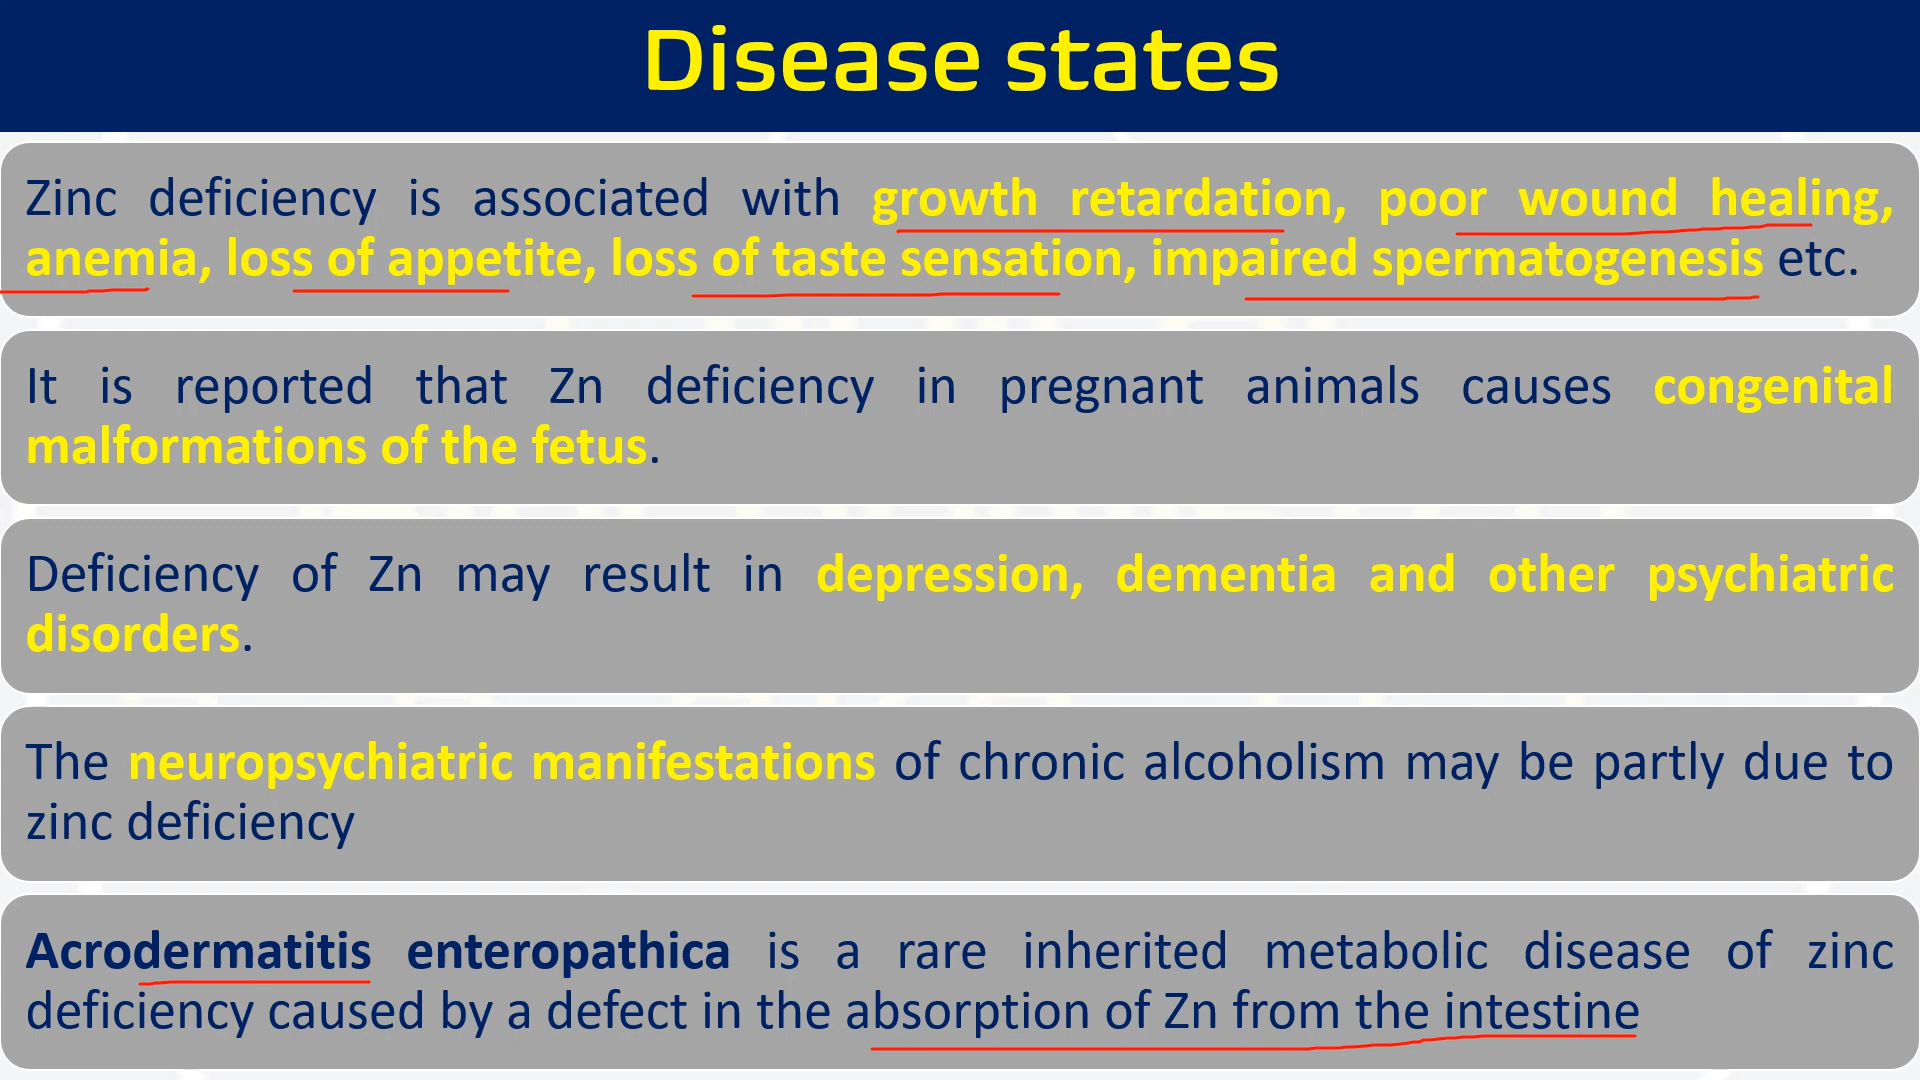 Disease states
Zinc deficiency is associated with growth retardation, poor wound healing,
anemia, loss of appetite, loss of taste sensation, impaired spermatogenesis etc.
It is reported that Zn deficiency in pregnant animals causes congenital
malformations of the fetus.
Deficiency of Zn may result in depression, dementia and other psychiatric
disorders.
The neuropsychiatric manifestations of chronic alcoholism may be partly due to
zinc deficiency
Acrodermatitis enteropathica is a rare inherited metabolic disease of zinc
deficiency caused by a defect in the absorption of Zn from the intestine